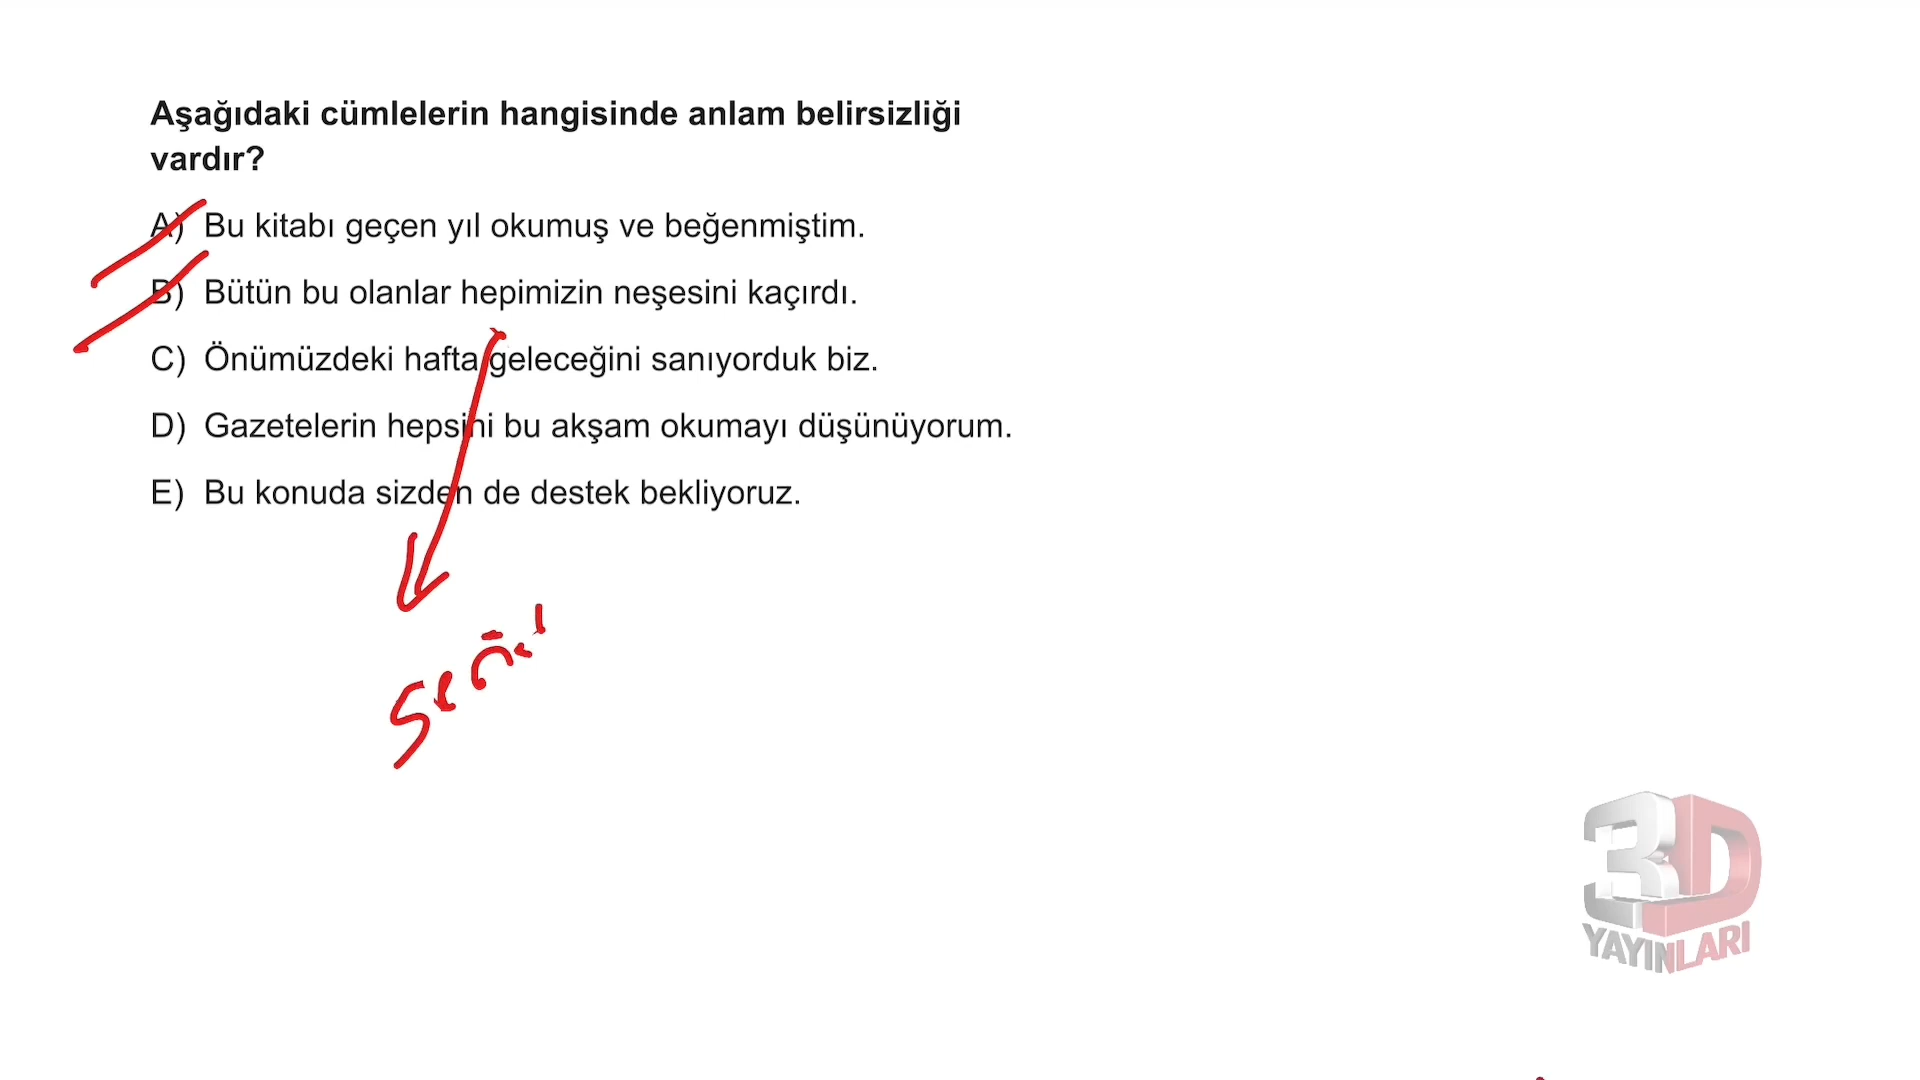 Aşağıdaki cümlelerin hangisinde anlam belirsizliği
vardır?
A) Bu kitabı geçen yıl okumuş ve beğenmiştim.
B) Bütün bu olanlar hepimizin neşesini kaçırdı.
C) Önümüzdeki hafta geleceğini sanıyorduk biz.
D) Gazetelerin hepsini bu akşam okumayı düşünüyorum.
E) Bu konuda sizden de destek bekliyoruz.
3D
YAYINLARI